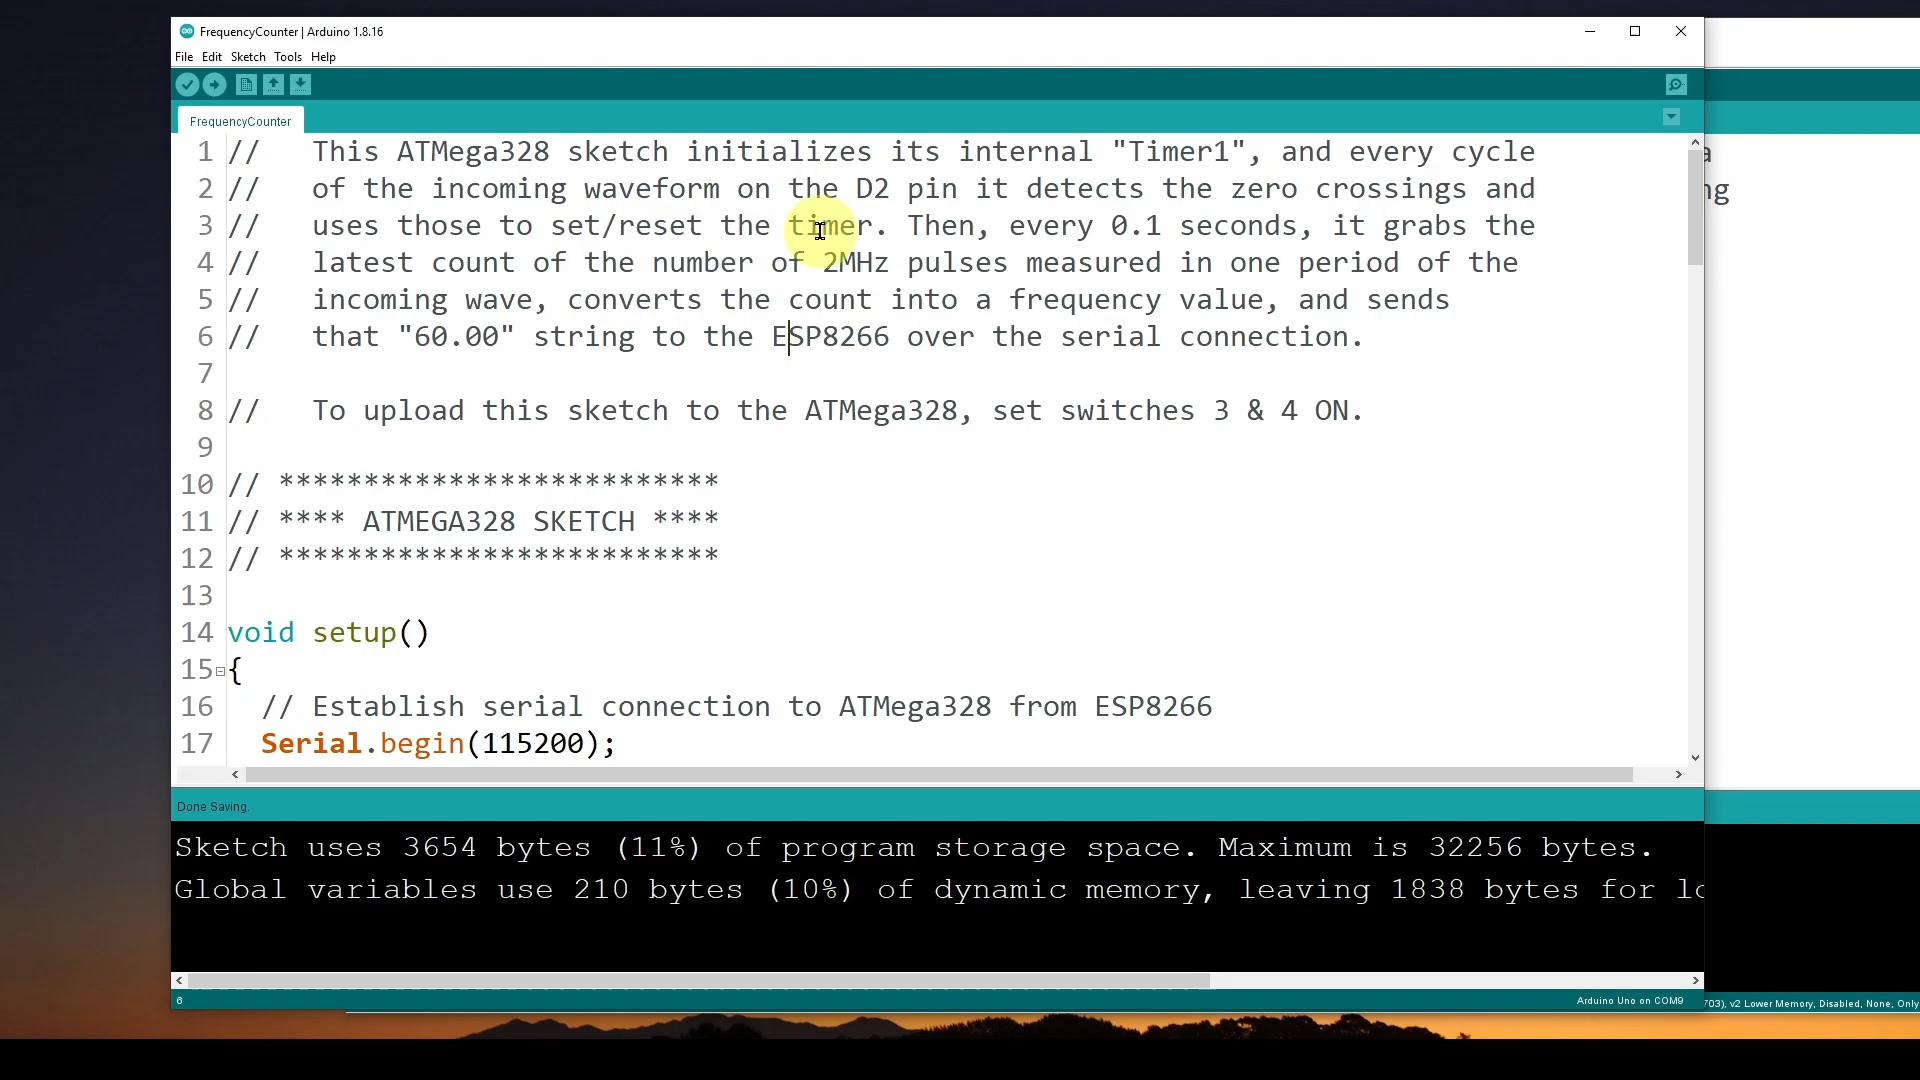 FrequencyCounter | Arduino 1.8.16
File Edit Sketch Tools Help
FrequencyCounter
1 //   This ATMega328 sketch initializes its internal "Timer1", and every cycle
2 //   of the incoming waveform on the D2 pin it detects the zero crossings and
3 //   uses those to set/reset the timer. Then, every 0.1 seconds, it grabs the
4 //   latest count of the number of 2MHz pulses measured in one period of the
5 //   incoming wave, converts the count into a frequency value, and sends
6 //   that "60.00" string to the ESP8266 over the serial connection.
7
8 //   To upload this sketch to the ATMega328, set switches 3 & 4 ON.
9
10 // **************************
11 // **** ATMEGA328 SKETCH ****
12 // **************************
13
14 void setup()
15 {
16   // Establish serial connection to ATMega328 from ESP8266
17   Serial.begin(115200);
Done Saving.
Sketch uses 3654 bytes (11%) of program storage space. Maximum is 32256 bytes.
Global variables use 210 bytes (10%) of dynamic memory, leaving 1838 bytes for lo
6
Arduino Uno on COM9
703), v2 Lower Memory, Disabled, None, Only